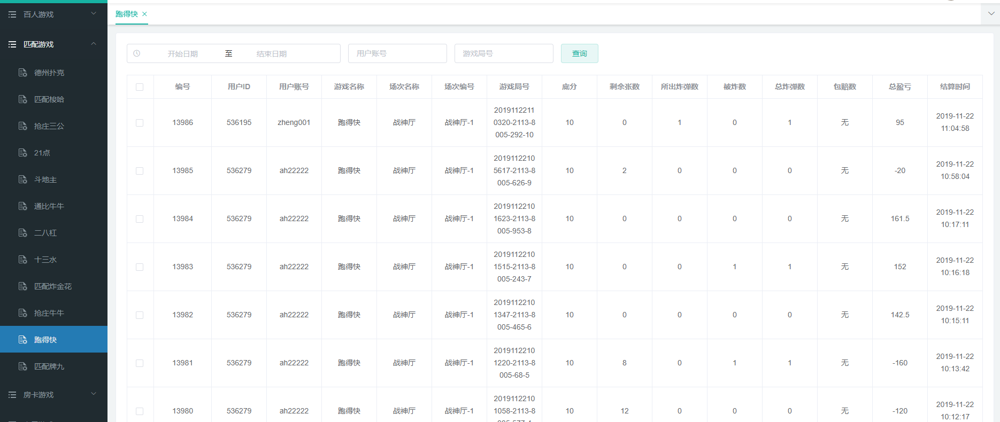 百人游戏
匹配游戏
德州扑克
匹配梭哈
抢庄三公
21点
斗地主
通比牛牛
二八杠
十三水
匹配炸金花
抢庄牛牛
跑得快
匹配牌九
房卡游戏
跑得快
开始日期 至 结束日期 用户账号 游戏局号 查询
编号 用户ID 用户账号 游戏名称 场次名称 场次编号 游戏局号 底分 剩余张数 所出炸弹数 被炸数 总炸弹数 包赔数 总盈亏 结算时间
13986 536195 zheng001 跑得快 战神厅 战神厅-1 2019112211
0320-2113-8
005-292-10 10 0 1 0 1 无 95 2019-11-22
11:04:58
13985 536279 ah22222 跑得快 战神厅 战神厅-1 2019112210
5617-2113-8
005-626-9 10 2 0 0 0 无 -20 2019-11-22
10:58:04
13984 536279 ah22222 跑得快 战神厅 战神厅-1 2019112210
1623-2113-8
005-953-8 10 0 0 0 0 无 161.5 2019-11-22
10:17:11
13983 536279 ah22222 跑得快 战神厅 战神厅-1 2019112210
1515-2113-8
005-243-7 10 0 0 1 1 无 152 2019-11-22
10:16:18
13982 536279 ah22222 跑得快 战神厅 战神厅-1 2019112210
1347-2113-8
005-465-6 10 0 0 0 0 无 142.5 2019-11-22
10:15:11
13981 536279 ah22222 跑得快 战神厅 战神厅-1 2019112210
1220-2113-8
005-68-5 10 8 0 1 1 无 -160 2019-11-22
10:13:42
13980 536279 ah22222 跑得快 战神厅 战神厅-1 2019112210
1058-2113-8
10 12 0 0 0 无 -120 2019-11-22
10:12:17